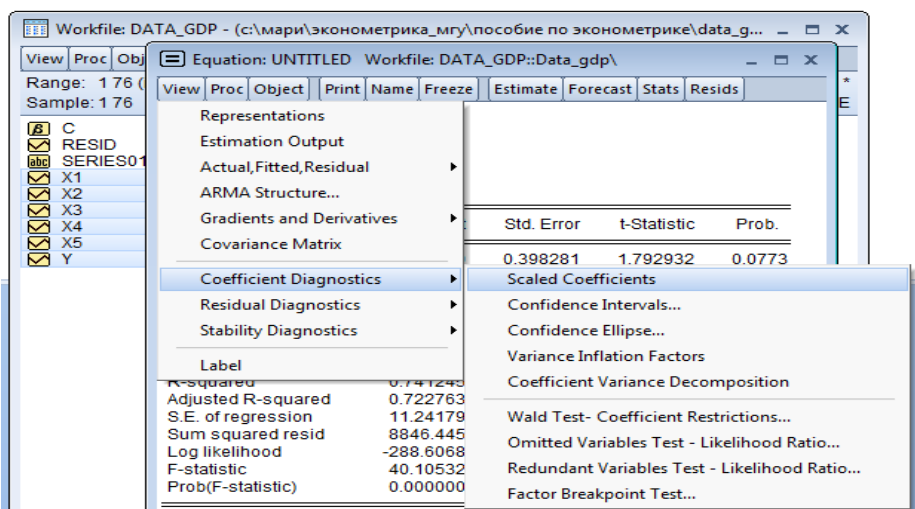 Workfile: DATA_GDP - (c:\мари\эконометрика_мгу\пособие по эконометрике\data_g...
View Proc Obj
Range: 1 76 (
Sample: 1 76
*
E
C
RESID
abc SERIES01
X1
X2
X3
X4
X5
Y
Equation: UNTITLED Workfile: DATA_GDP::Data_gdp\
View Proc Object Print Name Freeze Estimate Forecast Stats Resids
Representations
Estimation Output
Actual,Fitted,Residual
ARMA Structure...
Gradients and Derivatives
Covariance Matrix
Coefficient Diagnostics
Residual Diagnostics
Stability Diagnostics
Label
Std. Error t-Statistic Prob.
0.398281 1.792932 0.0773
Scaled Coefficients
Confidence Intervals...
Confidence Ellipse...
Variance Inflation Factors
Coefficient Variance Decomposition
Wald Test- Coefficient Restrictions...
Omitted Variables Test - Likelihood Ratio...
Redundant Variables Test - Likelihood Ratio...
Factor Breakpoint Test...
R-squared 0.741245
Adjusted R-squared 0.722763
S.E. of regression 11.24179
Sum squared resid 8846.445
Log likelihood -288.6068
F-statistic 40.10532
Prob(F-statistic) 0.000000